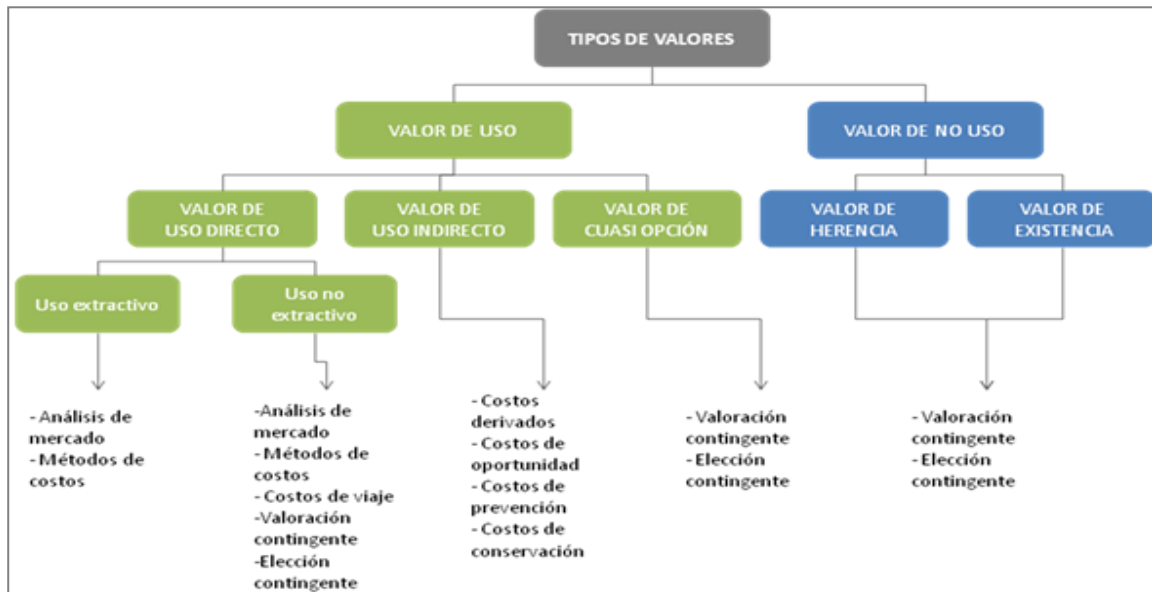 TIPOS DE VALORES
VALOR DE USO
VALOR DE NO USO
VALOR DE
USO DIRECTO
VALOR DE
USO INDIRECTO
VALOR DE
CUASI OPCIÓN
VALOR DE
HERENCIA
VALOR DE
EXISTENCIA
Uso extractivo
Uso no
extractivo
- Análisis de
mercado
- Métodos de
costos
-Análisis de
mercado
- Métodos de
costos
- Costos de viaje
-Valoración
contingente
-Elección
contingente
- Costos
derivados
- Costos de
oportunidad
- Costos de
prevención
- Costos de
conservación
- Valoración
contingente
- Elección
contingente
- Valoración
contingente
- Elección
contingente